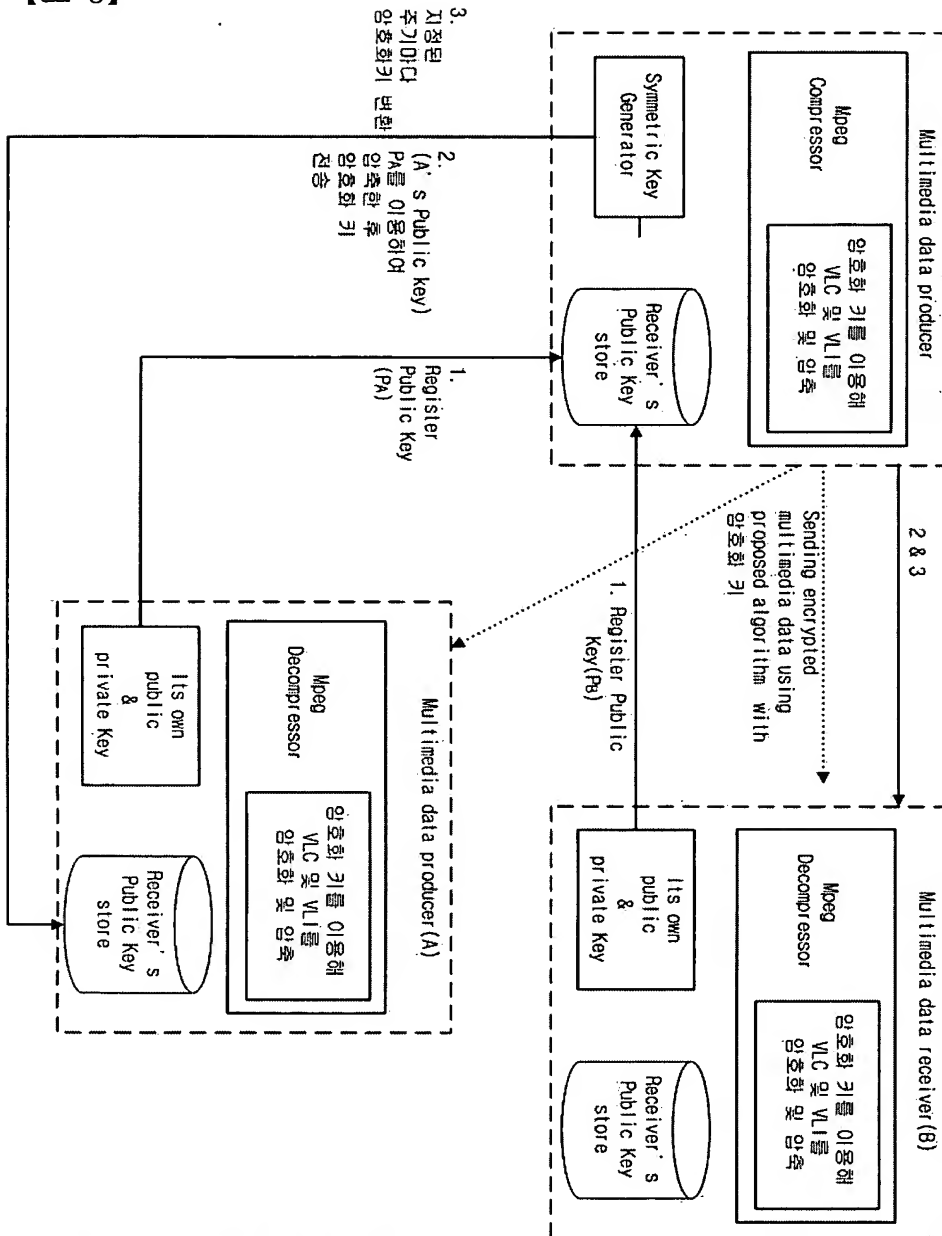 Multimedia data producer
Mpeg
Compressor
암호화 키를 이용해
VLC 및 VLI를
암호화 및 압축
Symmetric Key
Generator
Receiver's
Public Key
store
3.
지정된
주기마다
암호화키 변환
2.
(A's Public key)
PA를 이용하여
압축한 후
암호화 키
전송
1.
Register
Public Key
(PA)
2 & 3
Sending encrypted
multimedia data using
proposed algorithm with
암호화 키
1. Register Public
Key(PB)
Multimedia data producer(A)
Mpeg
Decompressor
암호화 키를 이용해
VLC 및 VLI를
암호화 및 압축
Its own
public
&
private Key
Receiver's
Public Key
store
Multimedia data receiver(B)
Mpeg
Decompressor
암호화 키를 이용해
VLC 및 VLI를
암호화 및 압축
Its own
public
&
private Key
Receiver's
Public Key
store